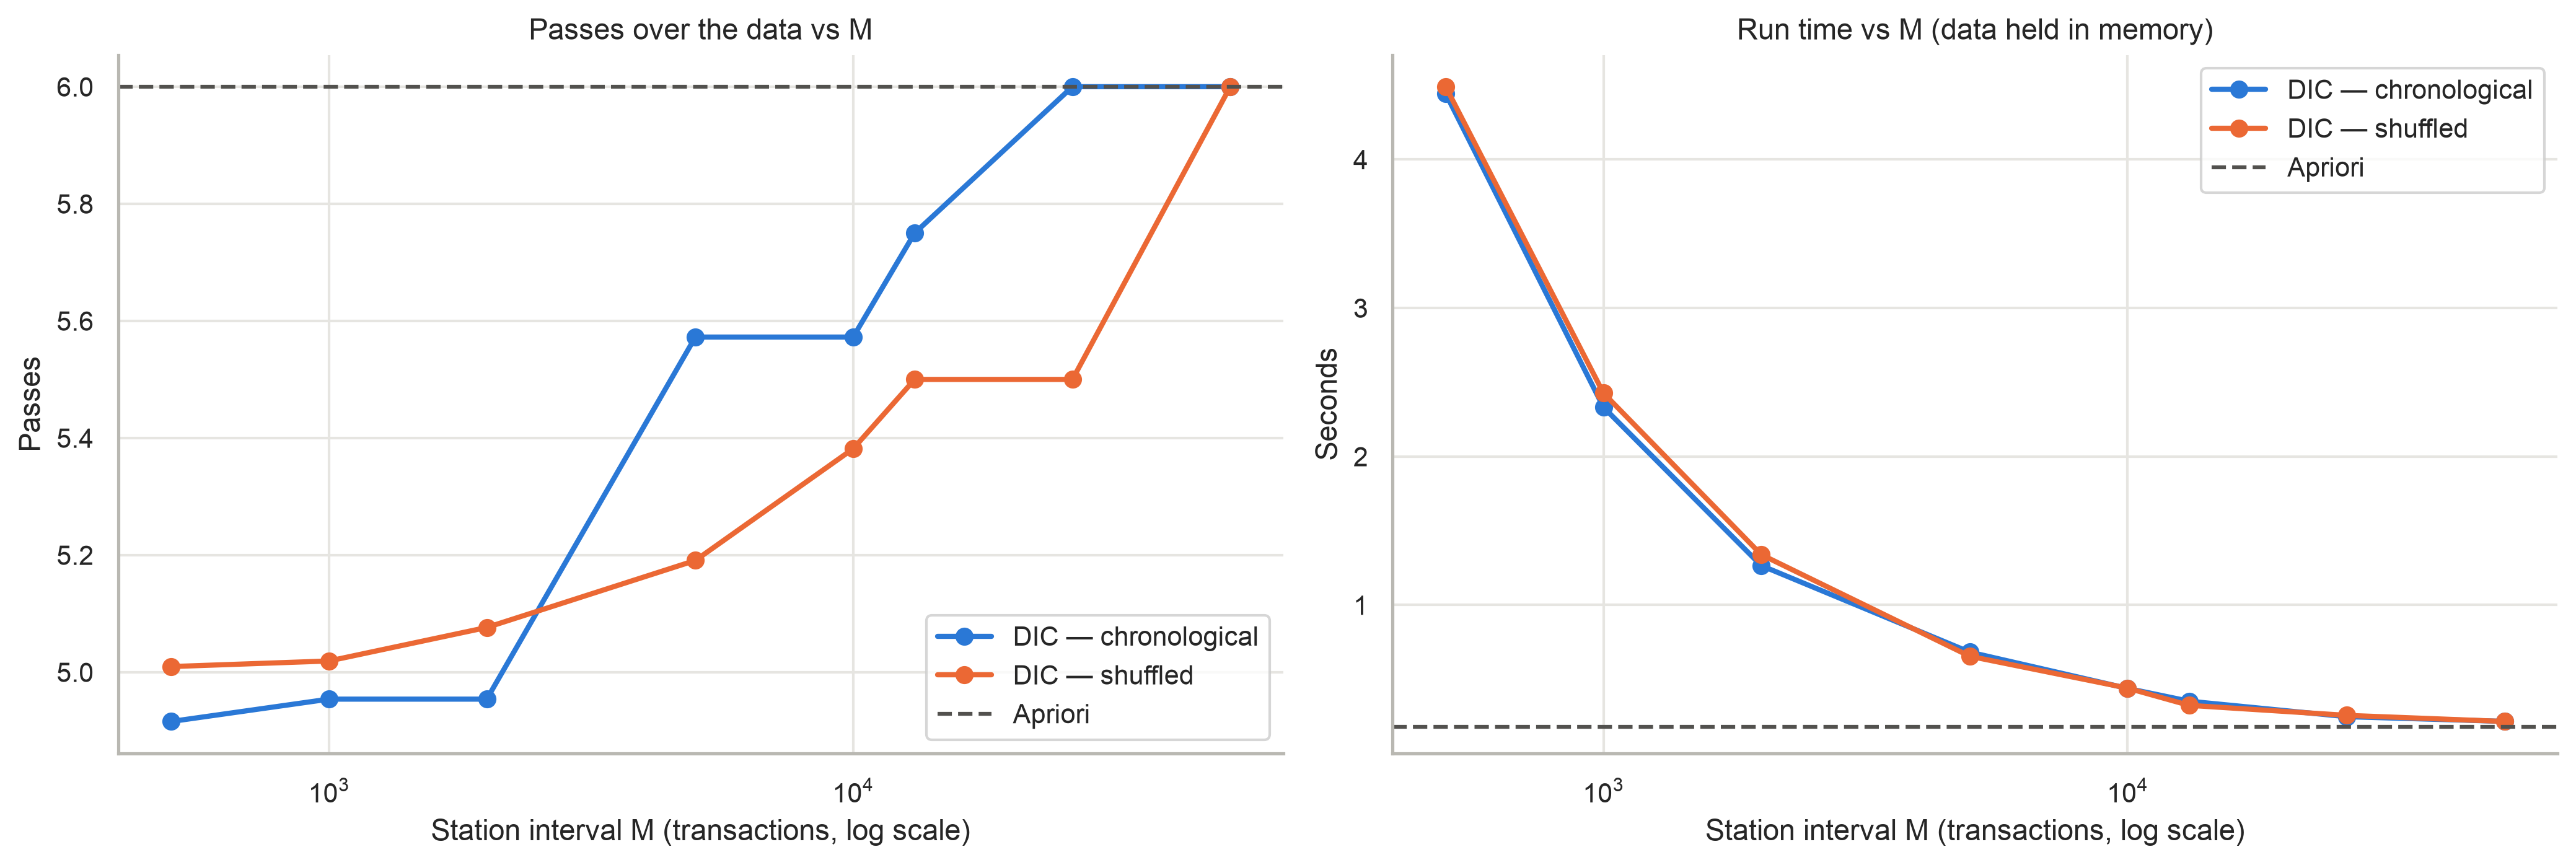 Passes over the data vs M
6.0
5.8
5.6
5.4
5.2
5.0
Passes
10³
10⁴
Station interval M (transactions, log scale)
DIC — chronological
DIC — shuffled
Apriori
Run time vs M (data held in memory)
4
3
2
1
Seconds
10³
10⁴
Station interval M (transactions, log scale)
DIC — chronological
DIC — shuffled
Apriori